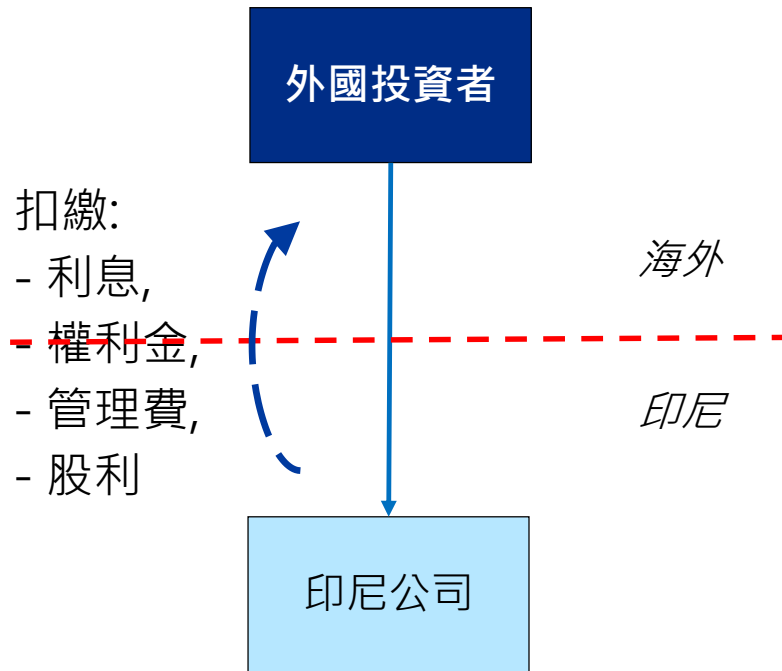 外國投資者
扣繳:
- 利息,
- 權利金,
- 管理費,
- 股利
海外
印尼
印尼公司